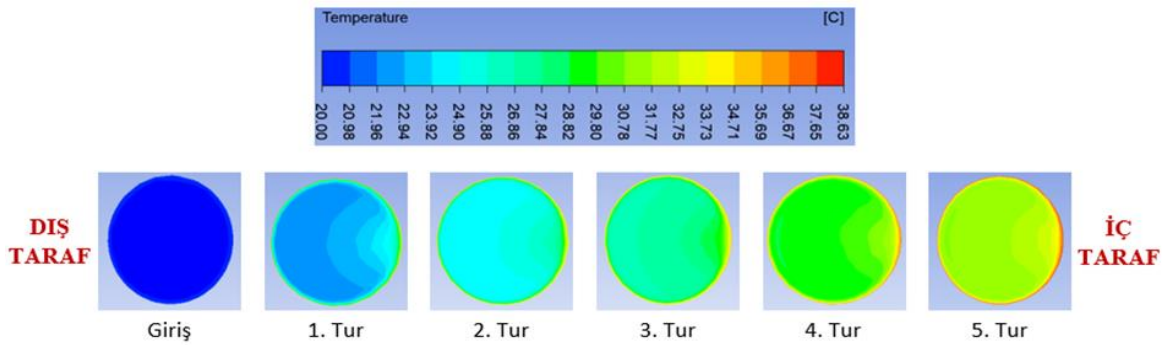 Temperature [C]
20.00 20.98 21.96 22.94 23.92 24.90 25.88 26.86 27.84 28.82 29.80 30.78 31.77 32.75 33.73 34.71 35.69 36.67 37.65 38.63
DIŞ
TARAF
İÇ
TARAF
Giriş 1. Tur 2. Tur 3. Tur 4. Tur 5. Tur